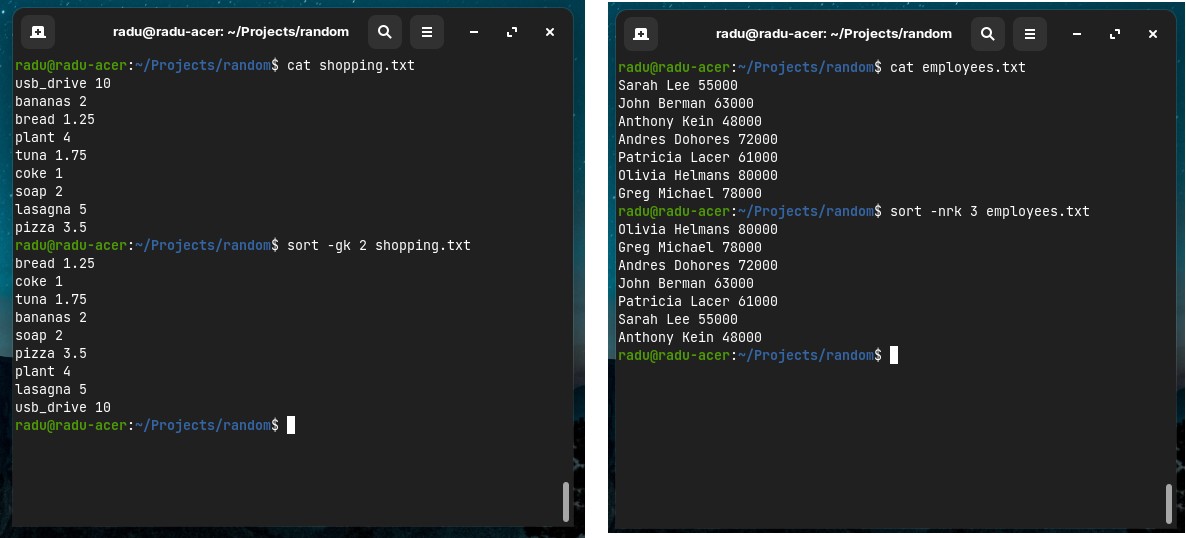 radu@radu-acer: ~/Projects/random
radu@radu-acer:~/Projects/random$ cat shopping.txt
usb_drive 10
bananas 2
bread 1.25
plant 4
tuna 1.75
coke 1
soap 2
lasagna 5
pizza 3.5
radu@radu-acer:~/Projects/random$ sort -gk 2 shopping.txt
bread 1.25
coke 1
tuna 1.75
bananas 2
soap 2
pizza 3.5
plant 4
lasagna 5
usb_drive 10
radu@radu-acer:~/Projects/random$
radu@radu-acer: ~/Projects/random
radu@radu-acer:~/Projects/random$ cat employees.txt
Sarah Lee 55000
John Berman 63000
Anthony Kein 48000
Andres Dohores 72000
Patricia Lacer 61000
Olivia Helmans 80000
Greg Michael 78000
radu@radu-acer:~/Projects/random$ sort -nrk 3 employees.txt
Olivia Helmans 80000
Greg Michael 78000
Andres Dohores 72000
John Berman 63000
Patricia Lacer 61000
Sarah Lee 55000
Anthony Kein 48000
radu@radu-acer:~/Projects/random$